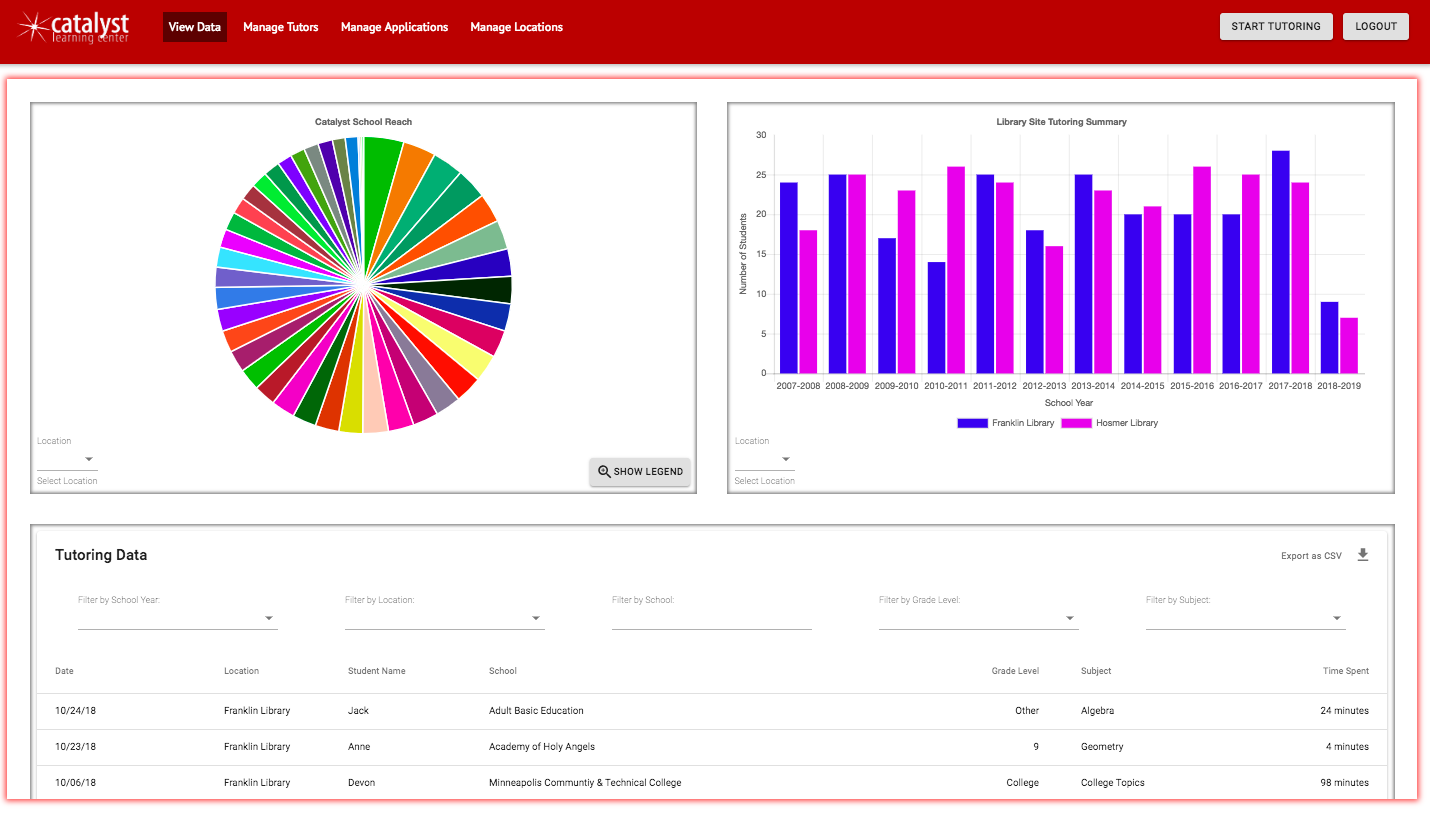 catalyst
learning center
View Data Manage Tutors Manage Applications Manage Locations START TUTORING LOGOUT
Catalyst School Reach
Location
Select Location
SHOW LEGEND
Library Site Tutoring Summary
Number of Students
30
25
20
15
10
5
0
2007-2008 2008-2009 2009-2010 2010-2011 2011-2012 2012-2013 2013-2014 2014-2015 2015-2016 2016-2017 2017-2018 2018-2019
School Year
Franklin Library Hosmer Library
Location
Select Location
Tutoring Data Export as CSV
Filter by School Year: Filter by Location: Filter by School: Filter by Grade Level: Filter by Subject:
Date Location Student Name School Grade Level Subject Time Spent
10/24/18 Franklin Library Jack Adult Basic Education Other Algebra 24 minutes
10/23/18 Franklin Library Anne Academy of Holy Angels 9 Geometry 4 minutes
10/06/18 Franklin Library Devon Minneapolis Communtiy & Technical College College College Topics 98 minutes